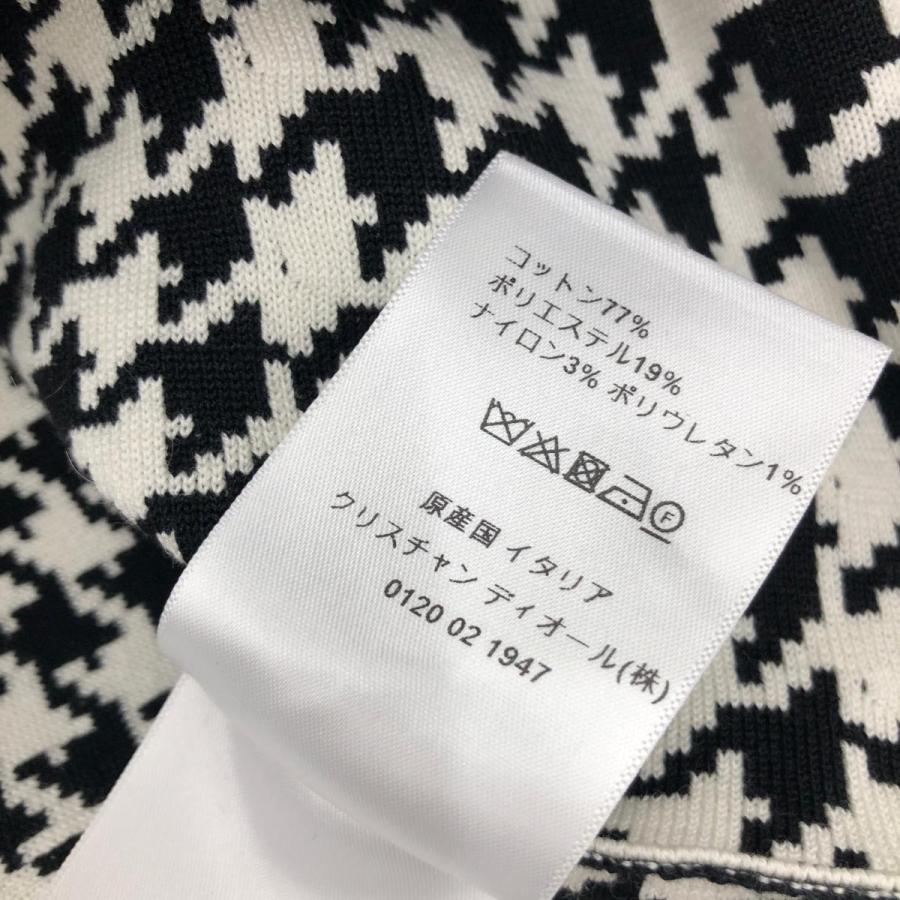 コットン77%
ポリエステル19%
ナイロン3% ポリウレタン1%
F
原産国 イタリア
クリスチャン ディオール(株)
0120 02 1947